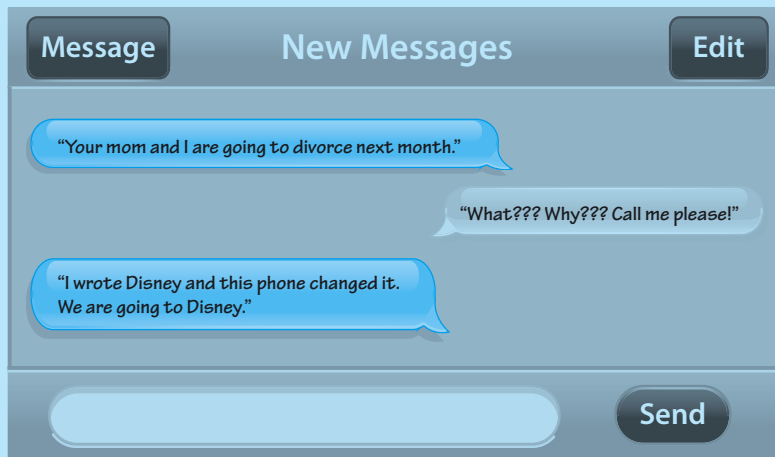 Message
New Messages
Edit
“Your mom and I are going to divorce next month.”
“What??? Why??? Call me please!”
“I wrote Disney and this phone changed it.
We are going to Disney.”
Send